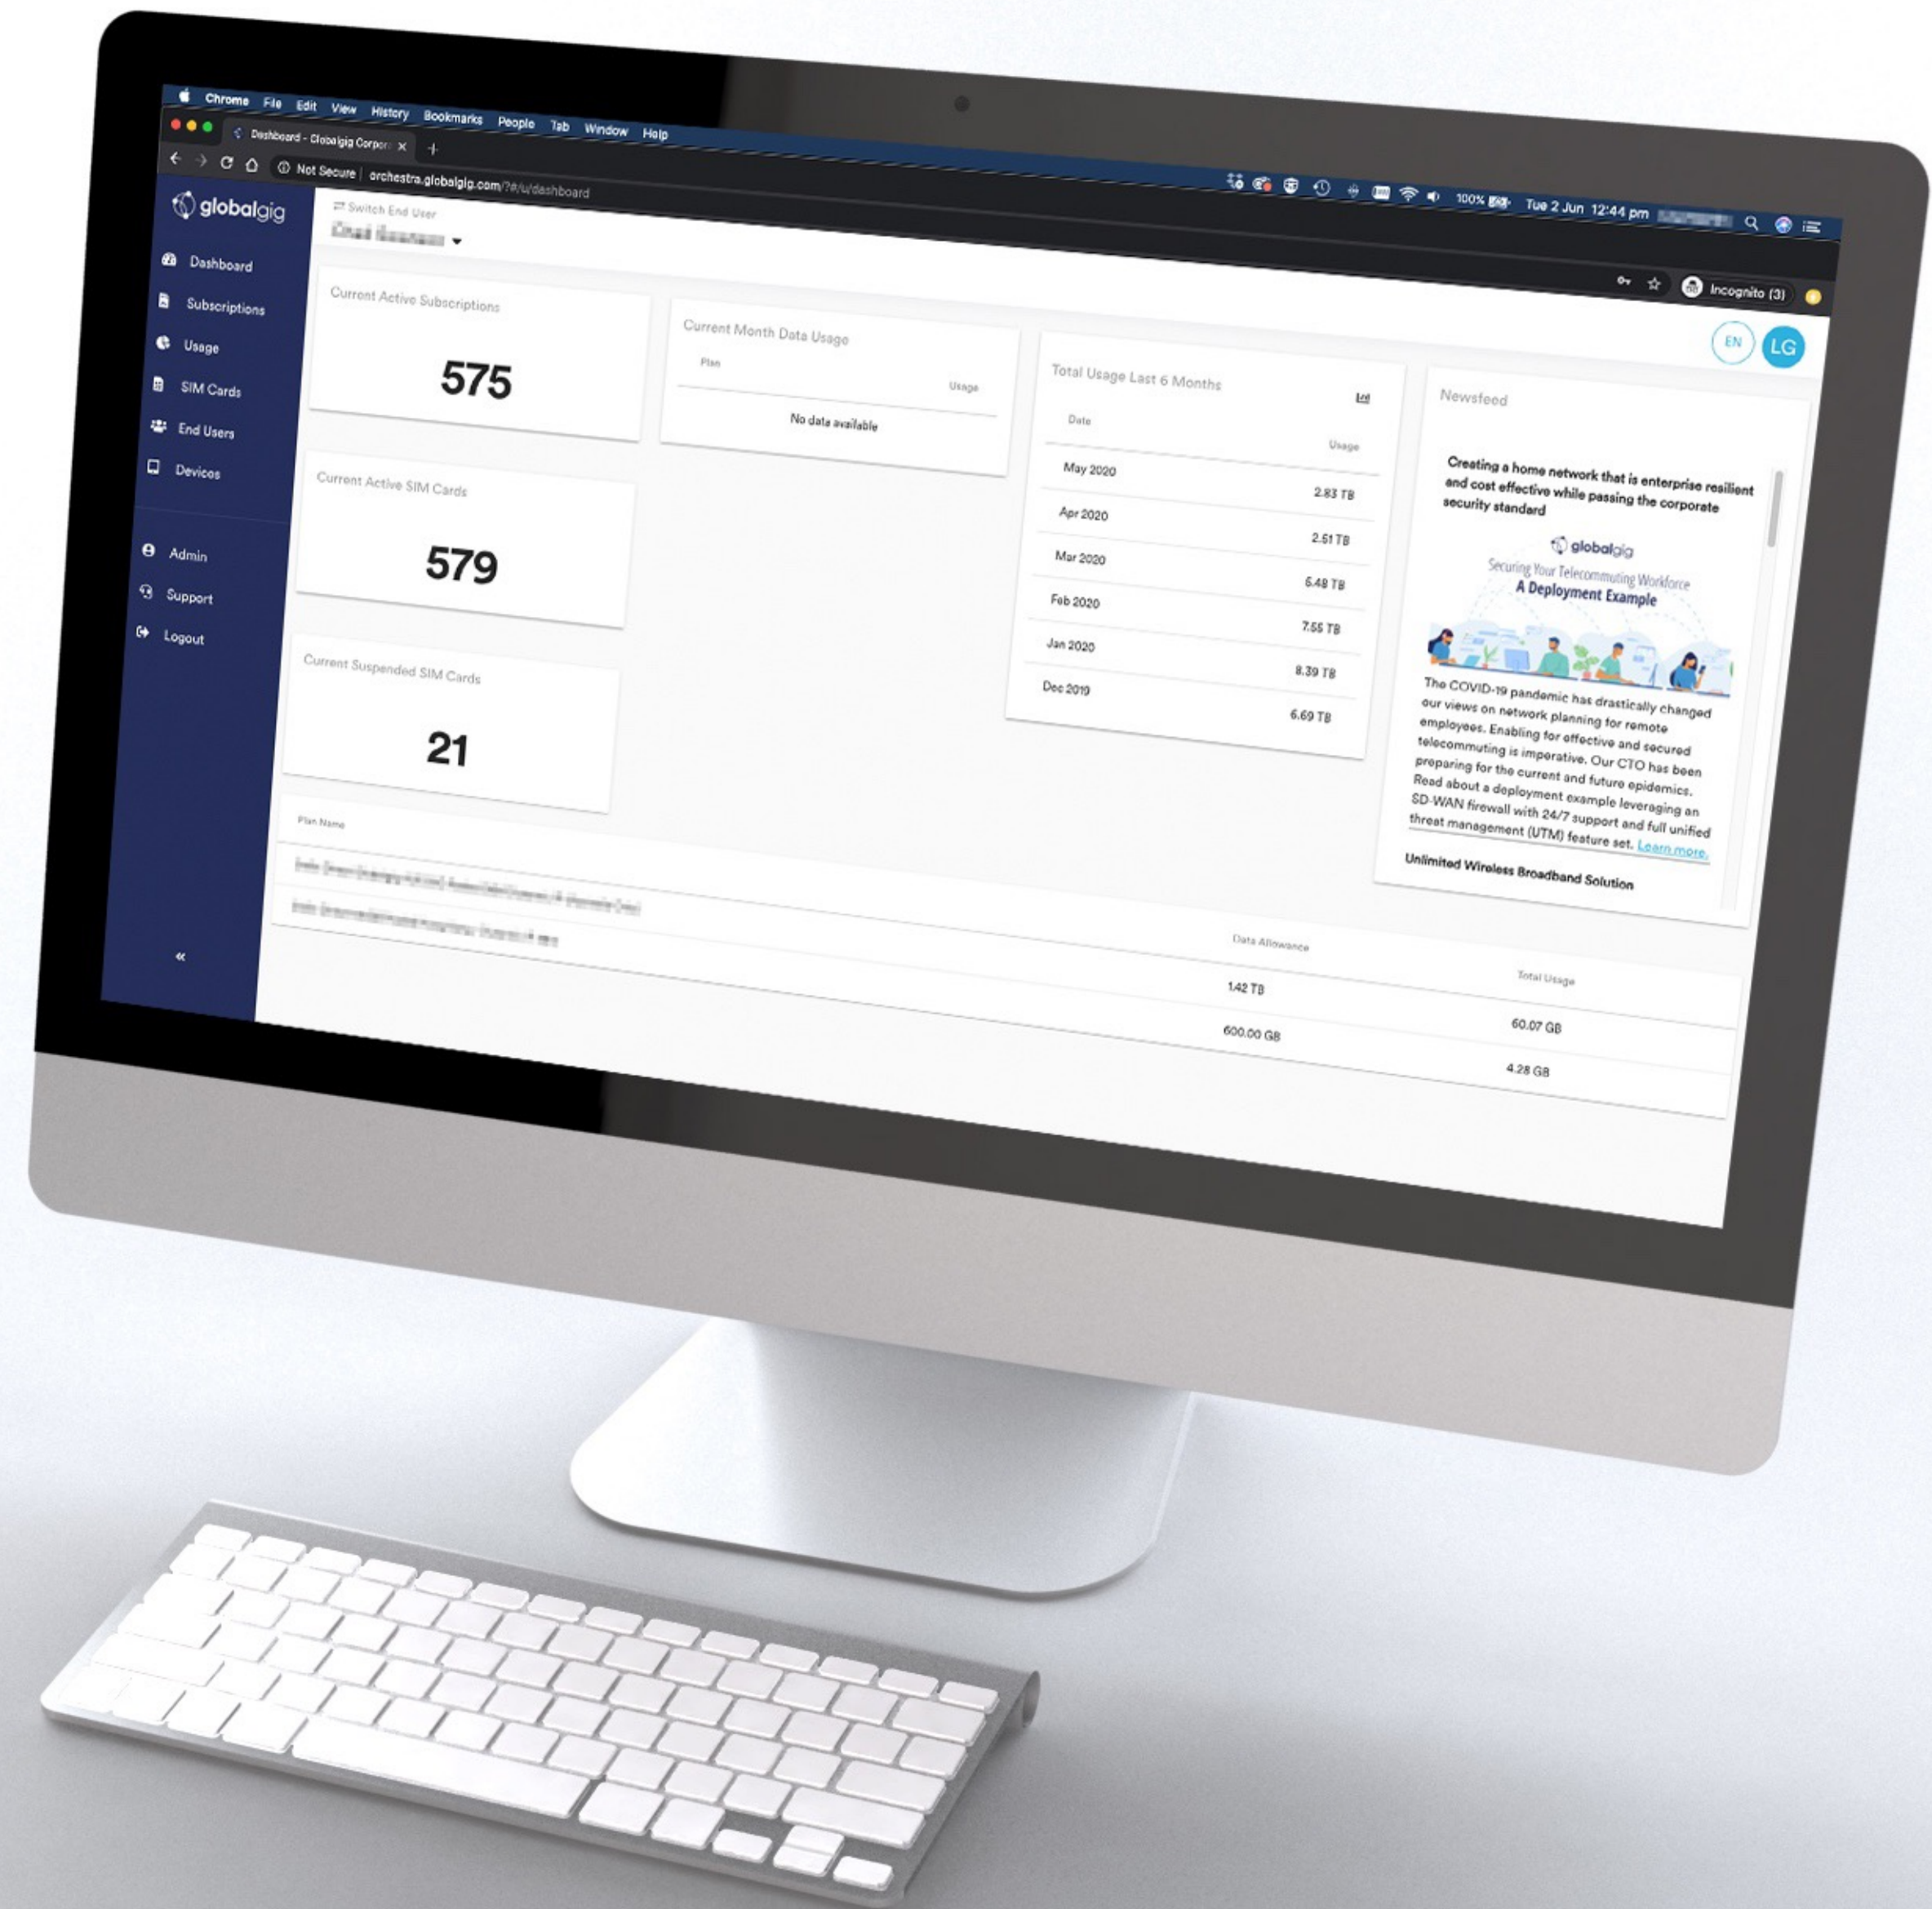 Chrome File Edit View History Bookmarks People Tab Window Help
100% Tue 2 Jun 12:44 pm
Dashboard - Globalgig Corpor
Not Secure orchestra.globalgig.com/?#/u/dashboard
Incognito (3)
globalgig
Dashboard
Subscriptions
Usage
SIM Cards
End Users
Devices
Admin
Support
Logout
«
Switch End User
EN
LG
Current Active Subscriptions
575
Current Active SIM Cards
579
Current Suspended SIM Cards
21
Current Month Data Usage
Plan Usage
No data available
Total Usage Last 6 Months
Date Usage
May 2020 2.83 TB
Apr 2020 2.51 TB
Mar 2020 5.48 TB
Feb 2020 7.55 TB
Jan 2020 8.39 TB
Dec 2019 6.69 TB
Newsfeed
Creating a home network that is enterprise resilient
and cost effective while passing the corporate
security standard
globalgig
Securing Your Telecommuting Workforce
A Deployment Example
The COVID-19 pandemic has drastically changed
our views on network planning for remote
employees. Enabling for effective and secured
telecommuting is imperative. Our CTO has been
preparing for the current and future epidemics.
Read about a deployment example leveraging an
SD-WAN firewall with 24/7 support and full unified
threat management (UTM) feature set. Learn more.
Unlimited Wireless Broadband Solution
Plan Name Data Allowance Total Usage
1.42 TB 60.07 GB
600.00 GB 4.28 GB